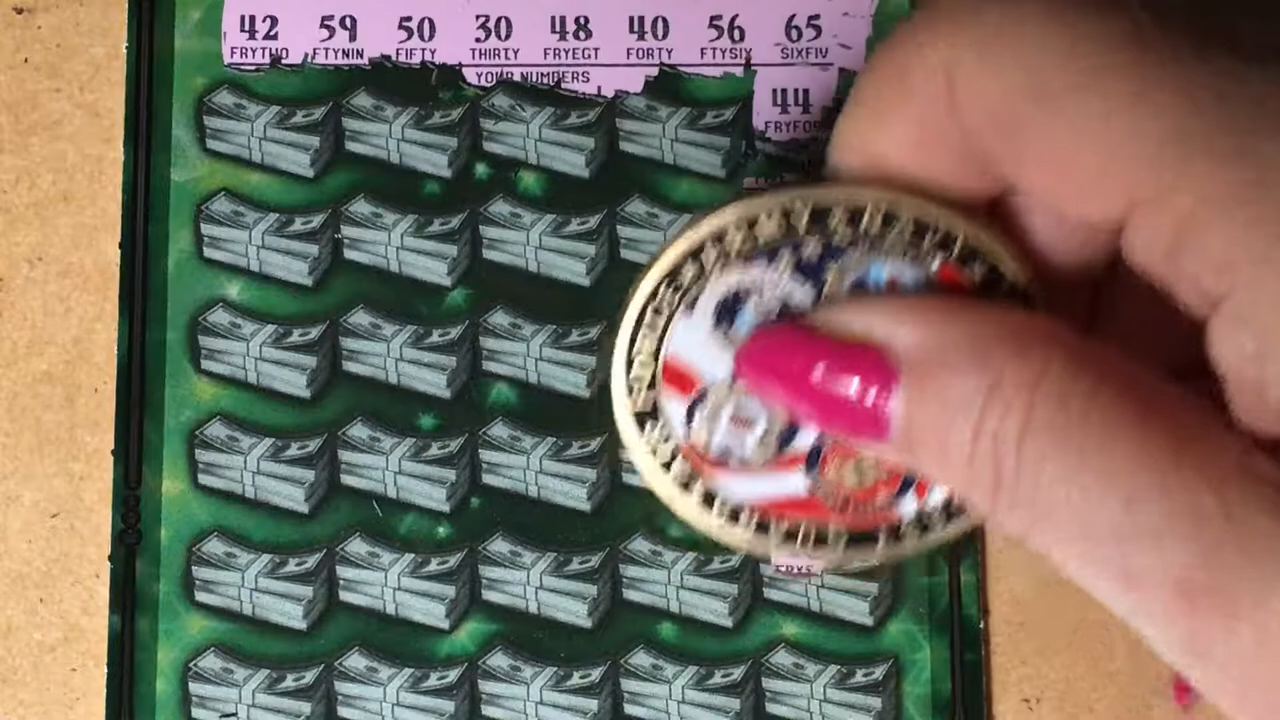 42 59 50 30 48 40 56 65
FRYTWO FTYNIN FIFTY THIRTY FRYEGT FORTY FTYSIX SIXFIV
YOUR NUMBERS
44
FRYFOR